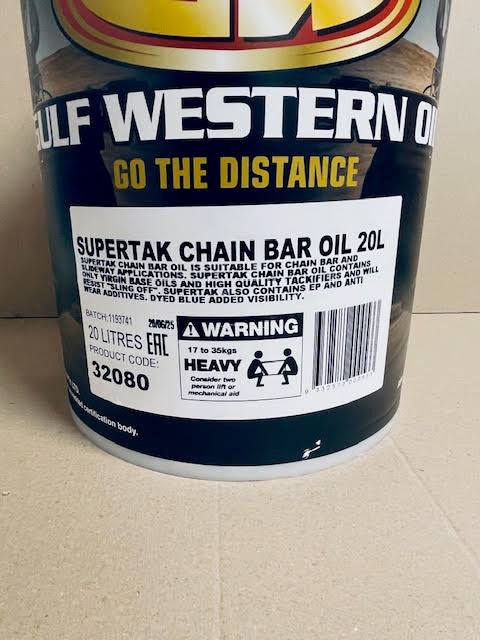 GW
GULF WESTERN OIL
GO THE DISTANCE
SUPERTAK CHAIN BAR OIL 20L
SUPERTAK CHAIN BAR OIL IS SUITABLE FOR CHAIN BAR AND
SLIDEWAY APPLICATIONS. SUPERTAK CHAIN BAR OIL CONTAINS
ONLY VIRGIN BASE OILS AND HIGH QUALITY TACKIFIERS AND WILL
RESIST "SLING OFF". SUPERTAK ALSO CONTAINS EP AND ANTI
WEAR ADDITIVES. DYED BLUE ADDED VISIBILITY.
BATCH:1193741 26/06/25
20 LITRES EAC
PRODUCT CODE:
32080
WARNING
17 to 35kgs
HEAVY
Consider two
person lift or
mechanical aid
LTD
certification body.